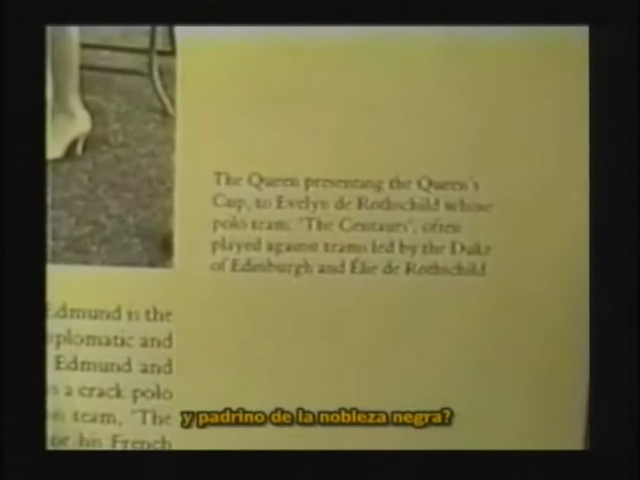 The Queen presenting the Queen's
Cup, to Evelyn de Rothschild whose
polo team, 'The Centaurs', often
played against teams led by the Duke
of Edinburgh and Élie de Rothschild
Edmund is the
plomatic and
Edmund and
a crack polo
team, 'The
or his French
y padrino de la nobleza negra?